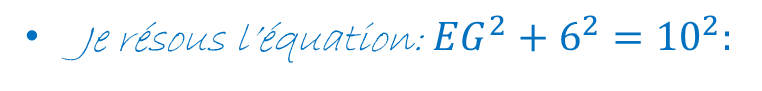 • Je résous l'équation: EG² + 6² = 10²: